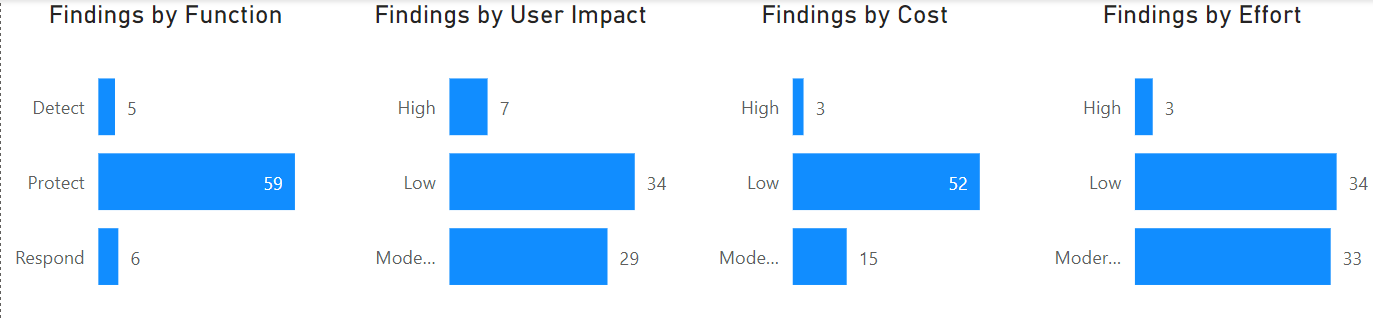 Findings by Function
Detect 5
Protect 59
Respond 6
Findings by User Impact
High 7
Low 34
Mode... 29
Findings by Cost
High 3
Low 52
Mode... 15
Findings by Effort
High 3
Low 34
Moder... 33